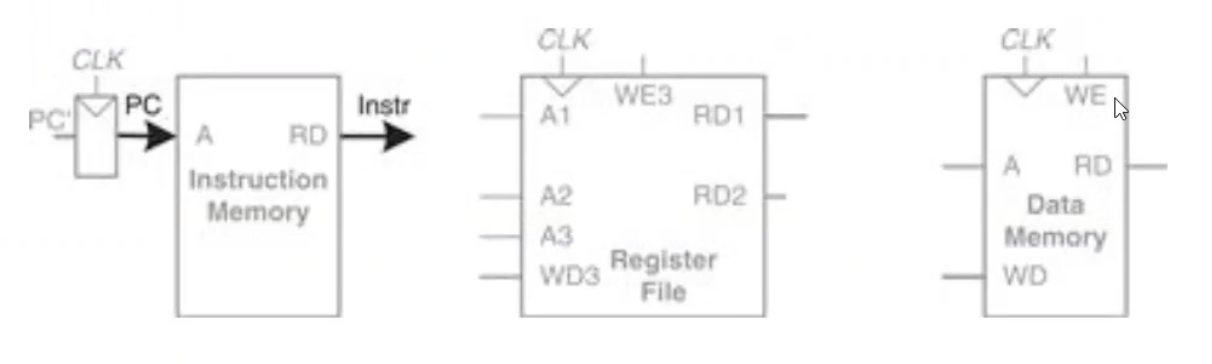 CLK
PC'
PC
A
RD
Instruction
Memory
Instr
CLK
WE3
A1
RD1
A2
RD2
A3
WD3
Register
File
CLK
WE
A
RD
Data
Memory
WD